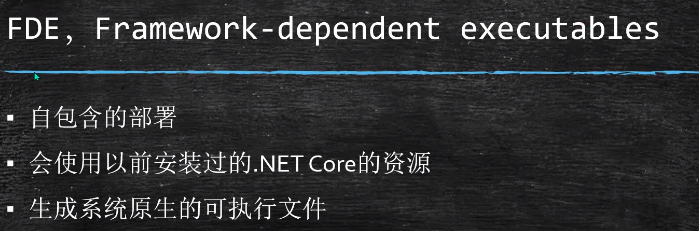 FDE, Framework-dependent executables
▪ 自包含的部署
▪ 会使用以前安装过的.NET Core的资源
▪ 生成系统原生的可执行文件